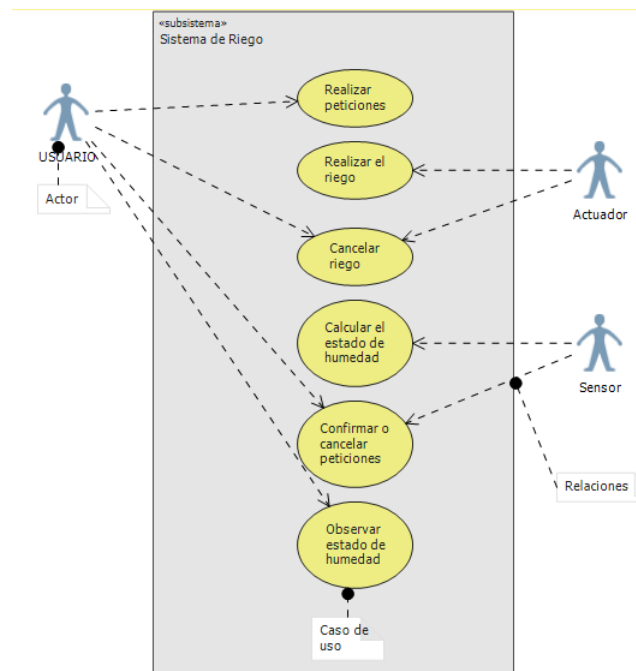 «subsistema»
Sistema de Riego
Realizar
peticiones
USUARIO
Actor
Realizar el
riego
Actuador
Cancelar
riego
Calcular el
estado de
humedad
Sensor
Confirmar o
cancelar
peticiones
Relaciones
Observar
estado de
humedad
Caso de
uso